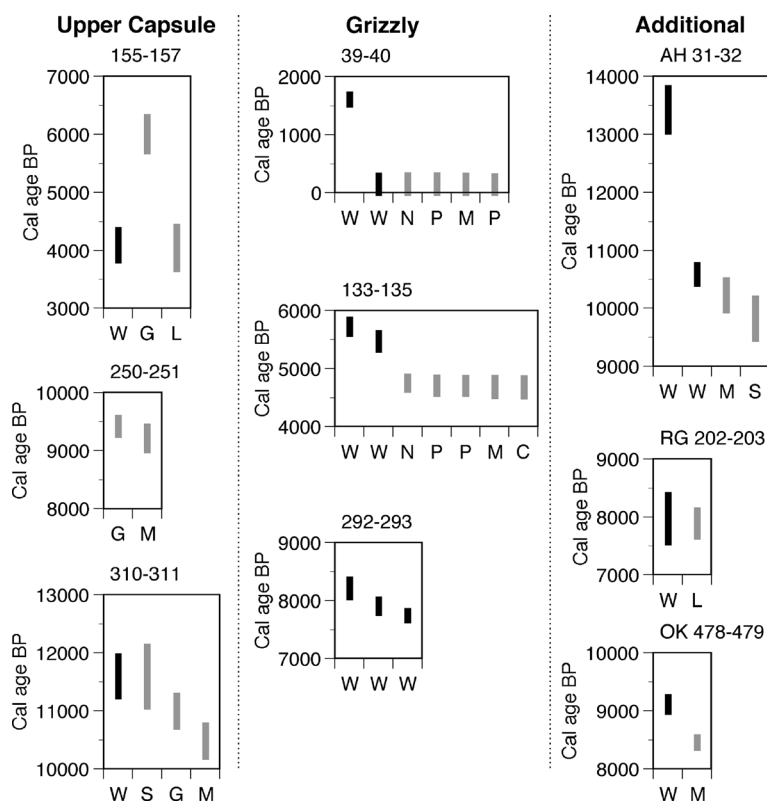 Upper Capsule
155-157
7000
6000
5000
4000
3000
Cal age BP
W G L
250-251
10000
9000
8000
Cal age BP
G M
310-311
13000
12000
11000
10000
Cal age BP
W S G M
Grizzly
39-40
2000
1000
0
Cal age BP
W W N P M P
133-135
6000
5000
4000
Cal age BP
W W N P P M C
292-293
9000
8000
7000
Cal age BP
W W W
Additional
AH 31-32
14000
13000
12000
11000
10000
9000
Cal age BP
W W M S
RG 202-203
9000
8000
7000
Cal age BP
W L
OK 478-479
10000
9000
8000
Cal age BP
W M